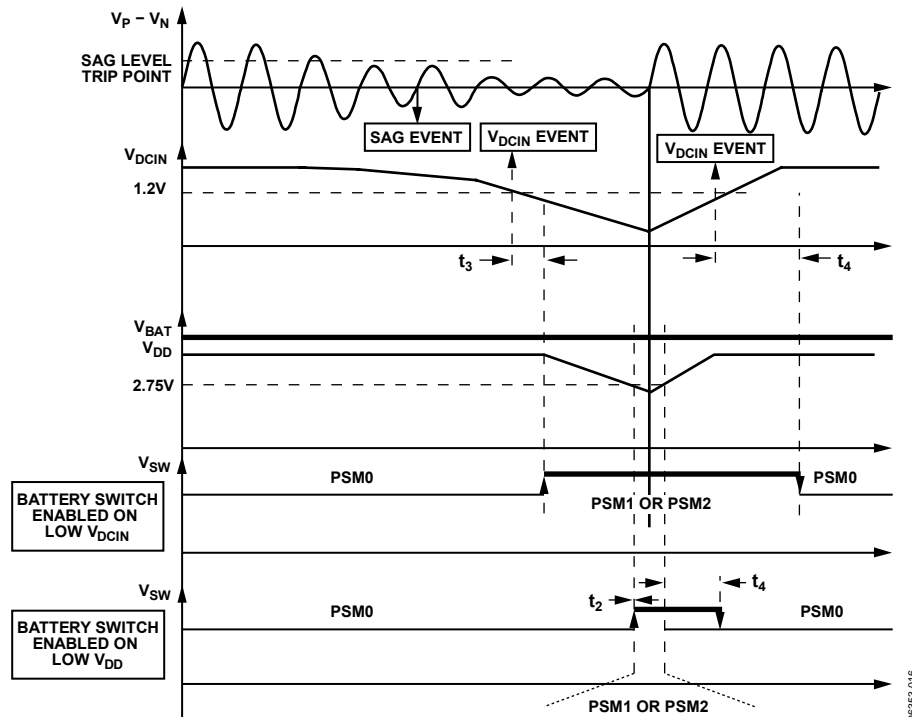 VP − VN
SAG LEVEL
TRIP POINT
SAG EVENT
VDCIN EVENT
VDCIN EVENT
VDCIN
1.2V
t3
t4
VBAT
VDD
2.75V
VSW
PSM0
PSM0
BATTERY SWITCH
ENABLED ON
LOW VDCIN
PSM1 OR PSM2
VSW
t2
t4
PSM0
PSM0
BATTERY SWITCH
ENABLED ON
LOW VDD
PSM1 OR PSM2